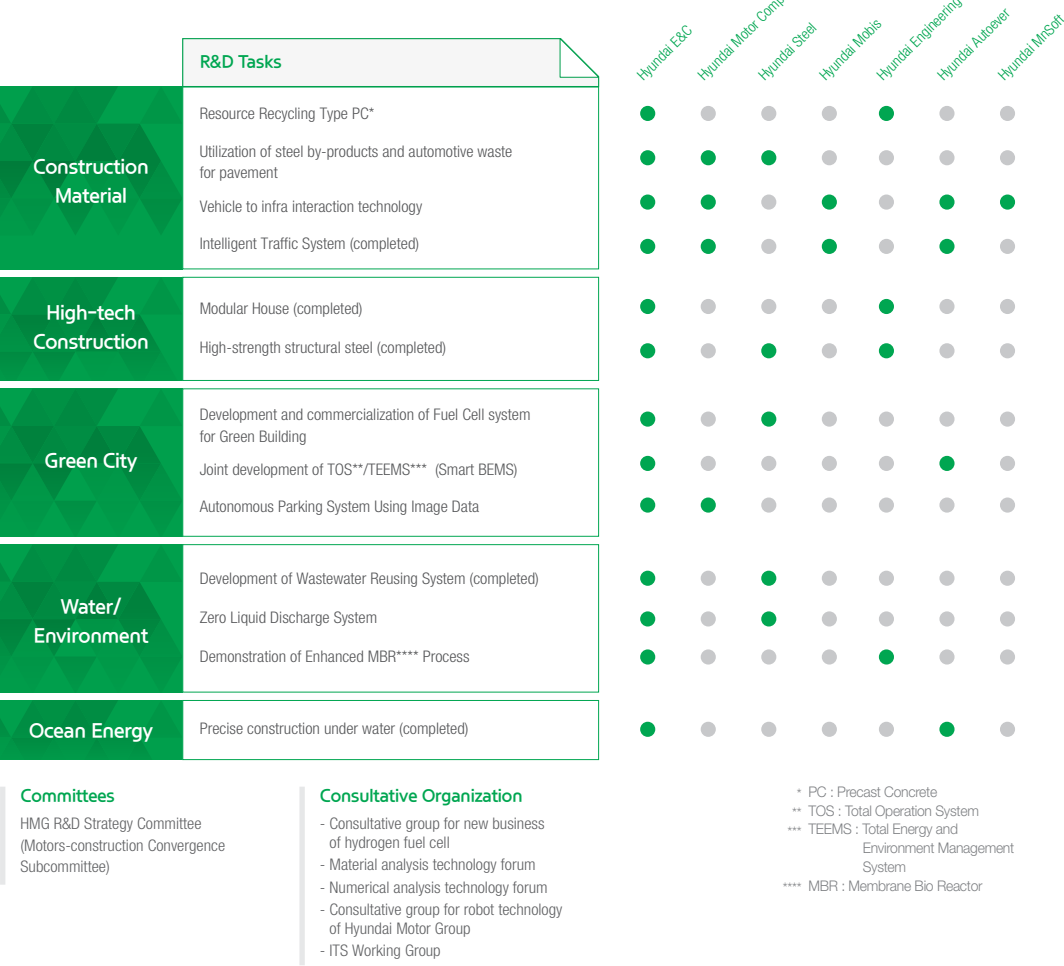 R&D Tasks
Hyundai E&C
Hyundai Motor
Hyundai Steel
Hyundai Mobis
Hyundai Engineering
Hyundai Autoever
Hyundai MnSoft
Construction
Material
Resource Recycling Type PC*
Utilization of steel by-products and automotive waste
for pavement
Vehicle to infra interaction technology
Intelligent Traffic System (completed)
High-tech
Construction
Modular House (completed)
High-strength structural steel (completed)
Green City
Development and commercialization of Fuel Cell system
for Green Building
Joint development of TOS**/TEEMS*** (Smart BEMS)
Autonomous Parking System Using Image Data
Water/
Environment
Development of Wastewater Reusing System (completed)
Zero Liquid Discharge System
Demonstration of Enhanced MBR**** Process
Ocean Energy
Precise construction under water (completed)
Committees
HMG R&D Strategy Committee
(Motors-construction Convergence
Subcommittee)
Consultative Organization
- Consultative group for new business
of hydrogen fuel cell
- Material analysis technology forum
- Numerical analysis technology forum
- Consultative group for robot technology
of Hyundai Motor Group
- ITS Working Group
* PC : Precast Concrete
** TOS : Total Operation System
*** TEEMS : Total Energy and
Environment Management
System
**** MBR : Membrane Bio Reactor